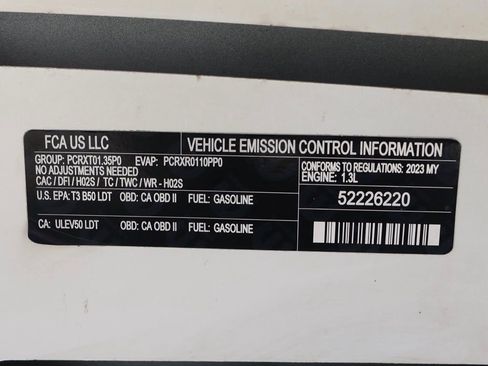 FCA US LLC
VEHICLE EMISSION CONTROL INFORMATION
GROUP: PCRXT01.35P0 EVAP: PCRXR0110PP0
NO ADJUSTMENTS NEEDED
CAC / DFI / H02S / TC / TWC / WR - H02S
CONFORMS TO REGULATIONS: 2023 MY
ENGINE: 1.3L
U.S. EPA: T3 B50 LDT OBD: CA OBD II FUEL: GASOLINE
52226220
CA: ULEV50 LDT OBD: CA OBD II FUEL: GASOLINE